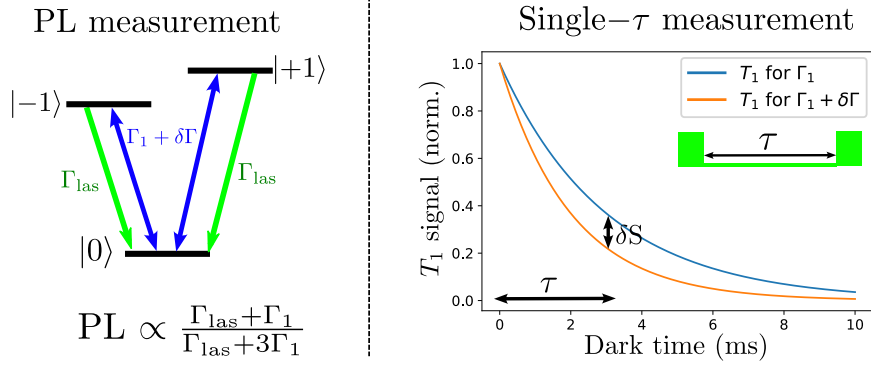 PL measurement
|+1⟩
|−1⟩
Γ₁ + δΓ
Γlas
Γlas
|0⟩
PL ∝ (Γlas+Γ₁)/(Γlas+3Γ₁)
Single−τ measurement
T₁ signal (norm.)
1.0
0.8
0.6
0.4
0.2
0.0
T₁ for Γ₁
T₁ for Γ₁ + δΓ
τ
δS
τ
0
2
4
6
8
10
Dark time (ms)